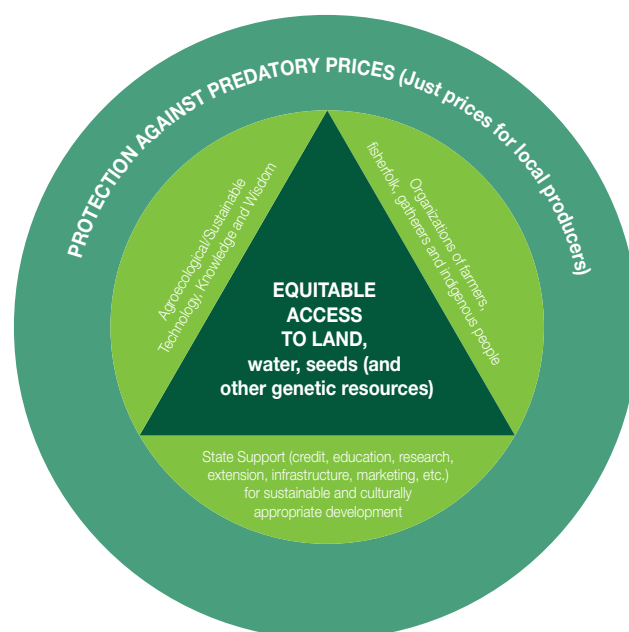 PROTECTION AGAINST PREDATORY PRICES (Just prices for local producers)
Agroecological/Sustainable
Technology, Knowledge and Wisdom
Organizations of farmers,
fisherfolk, gatherers and indigenous people
EQUITABLE
ACCESS
TO LAND,
water, seeds (and
other genetic resources)
State Support (credit, education, research,
extension, infrastructure, marketing, etc.)
for sustainable and culturally
appropriate development